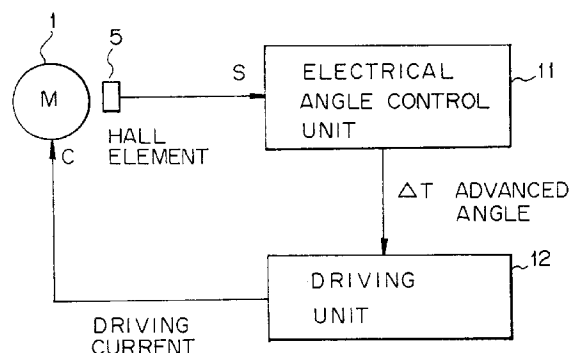 1
5
M
S
11
ELECTRICAL
ANGLE CONTROL
UNIT
HALL
ELEMENT
C
ΔT ADVANCED
ANGLE
12
DRIVING
UNIT
DRIVING
CURRENT